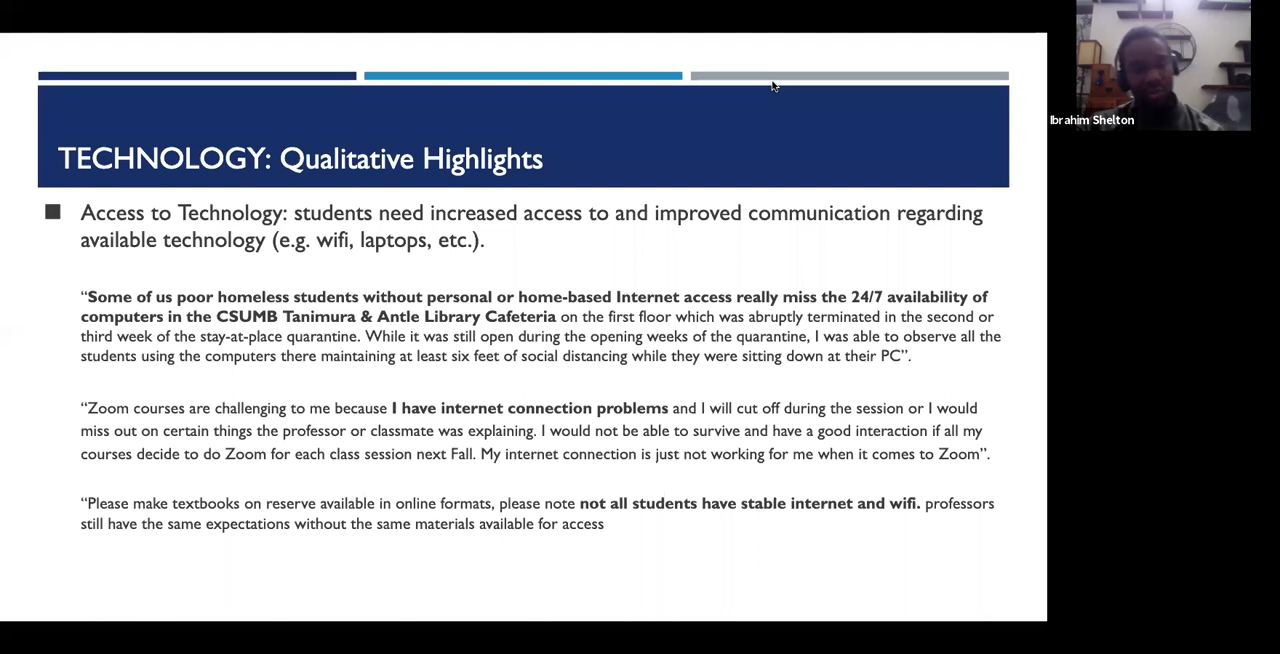 TECHNOLOGY: Qualitative Highlights
Access to Technology: students need increased access to and improved communication regarding
available technology (e.g. wifi, laptops, etc.).
“Some of us poor homeless students without personal or home-based Internet access really miss the 24/7 availability of
computers in the CSUMB Tanimura & Antle Library Cafeteria on the first floor which was abruptly terminated in the second or
third week of the stay-at-place quarantine. While it was still open during the opening weeks of the quarantine, I was able to observe all the
students using the computers there maintaining at least six feet of social distancing while they were sitting down at their PC”.
“Zoom courses are challenging to me because I have internet connection problems and I will cut off during the session or I would
miss out on certain things the professor or classmate was explaining. I would not be able to survive and have a good interaction if all my
courses decide to do Zoom for each class session next Fall. My internet connection is just not working for me when it comes to Zoom”.
“Please make textbooks on reserve available in online formats, please note not all students have stable internet and wifi. professors
still have the same expectations without the same materials available for access
Ibrahim Shelton